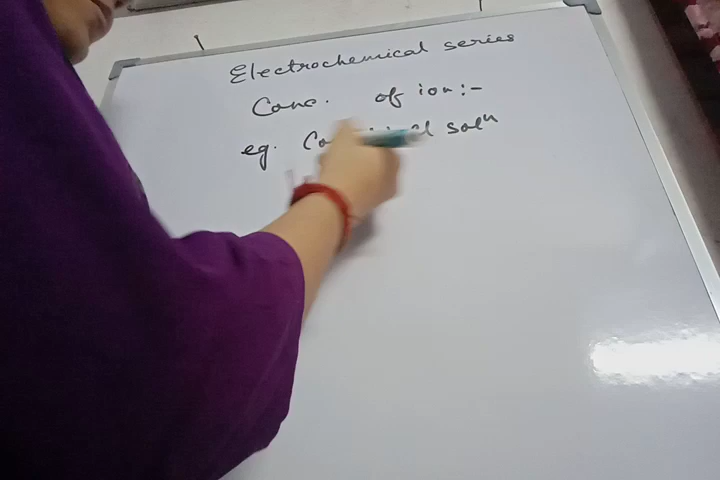 Electrochemical series
Conc. of ion:-
eg. soln